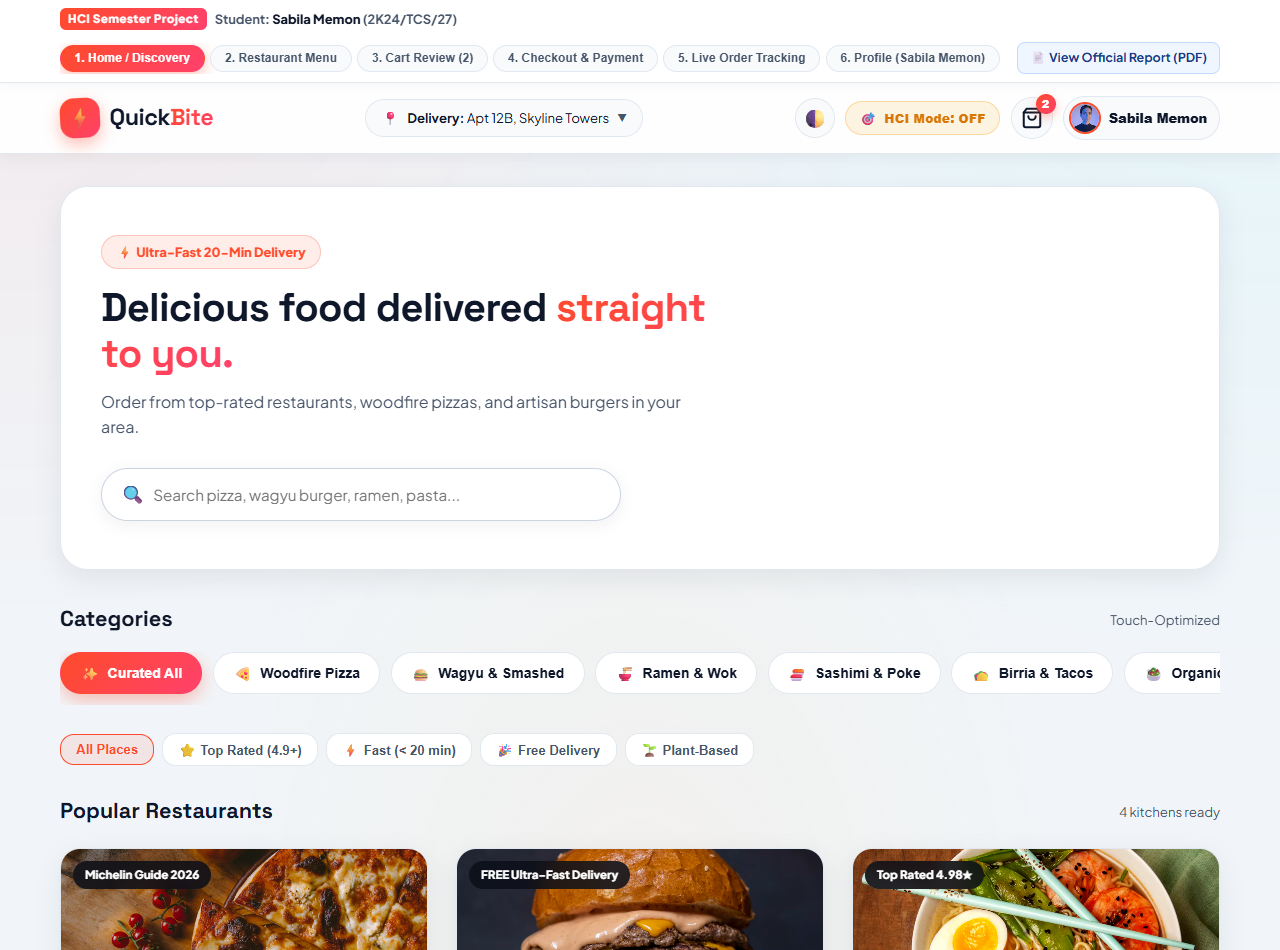 HCI Semester Project Student: Sabila Memon (2K24/TCS/27)
1. Home / Discovery 2. Restaurant Menu 3. Cart Review (2) 4. Checkout & Payment 5. Live Order Tracking 6. Profile (Sabila Memon) View Official Report (PDF)
QuickBite Delivery: Apt 12B, Skyline Towers ▼ HCI Mode: OFF 2 Sabila Memon
Ultra-Fast 20-Min Delivery
Delicious food delivered straight
to you.
Order from top-rated restaurants, woodfire pizzas, and artisan burgers in your
area.
Search pizza, wagyu burger, ramen, pasta...
Categories Touch-Optimized
Curated All Woodfire Pizza Wagyu & Smashed Ramen & Wok Sashimi & Poke Birria & Tacos Organic
All Places Top Rated (4.9+) Fast (< 20 min) Free Delivery Plant-Based
Popular Restaurants 4 kitchens ready
Michelin Guide 2026 FREE Ultra-Fast Delivery Top Rated 4.98★